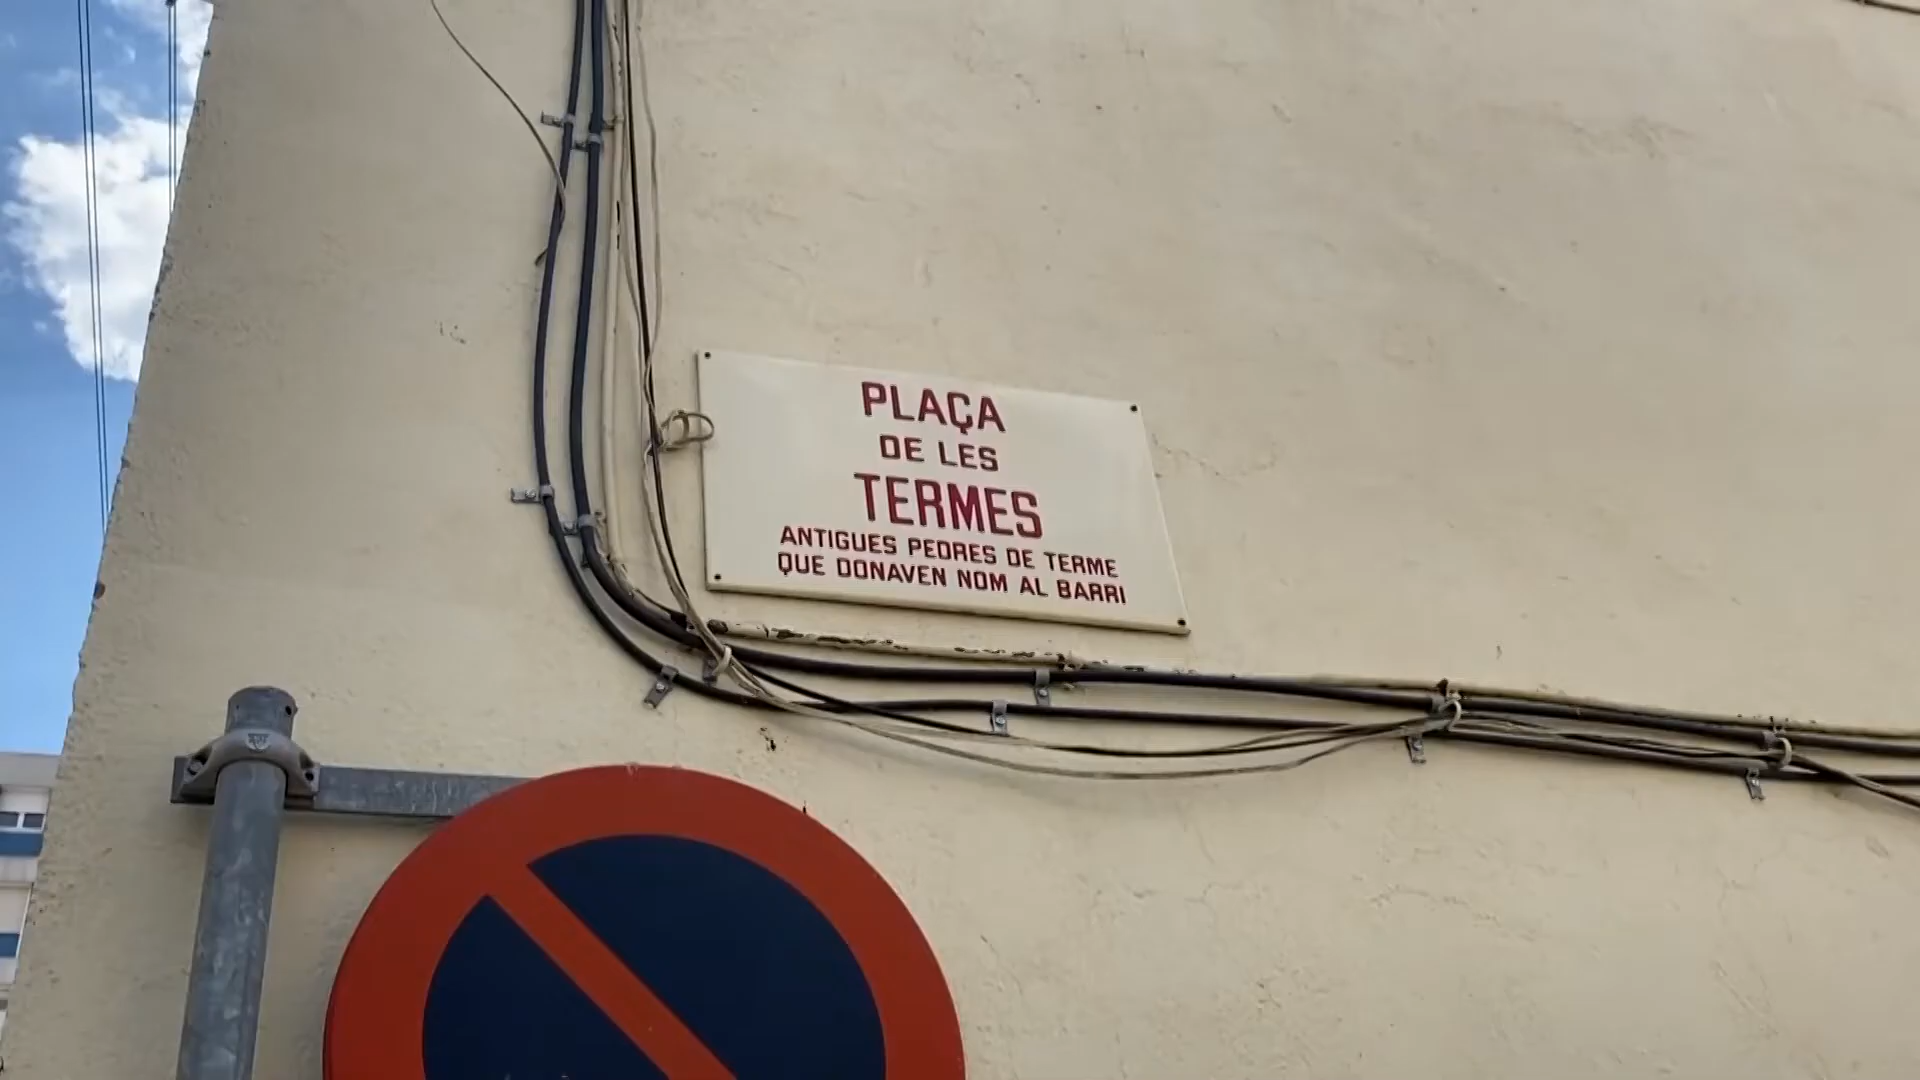 PLAÇA
DE LES
TERMES
ANTIGUES PEDRES DE TERME
QUE DONAVEN NOM AL BARRI